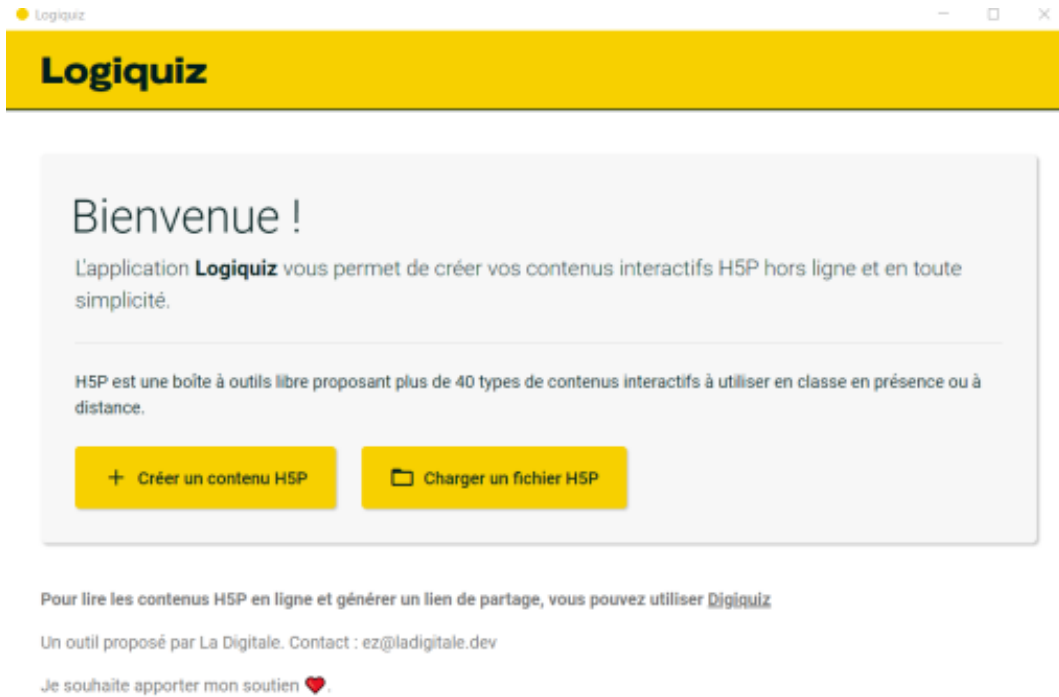 Logiquiz
Logiquiz
Bienvenue !
L'application Logiquiz vous permet de créer vos contenus interactifs H5P hors ligne et en toute
simplicité.
H5P est une boîte à outils libre proposant plus de 40 types de contenus interactifs à utiliser en classe en présence ou à
distance.
+ Créer un contenu H5P
Charger un fichier H5P
Pour lire les contenus H5P en ligne et générer un lien de partage, vous pouvez utiliser Digiquiz
Un outil proposé par La Digitale. Contact : ez@ladigitale.dev
Je souhaite apporter mon soutien ❤.